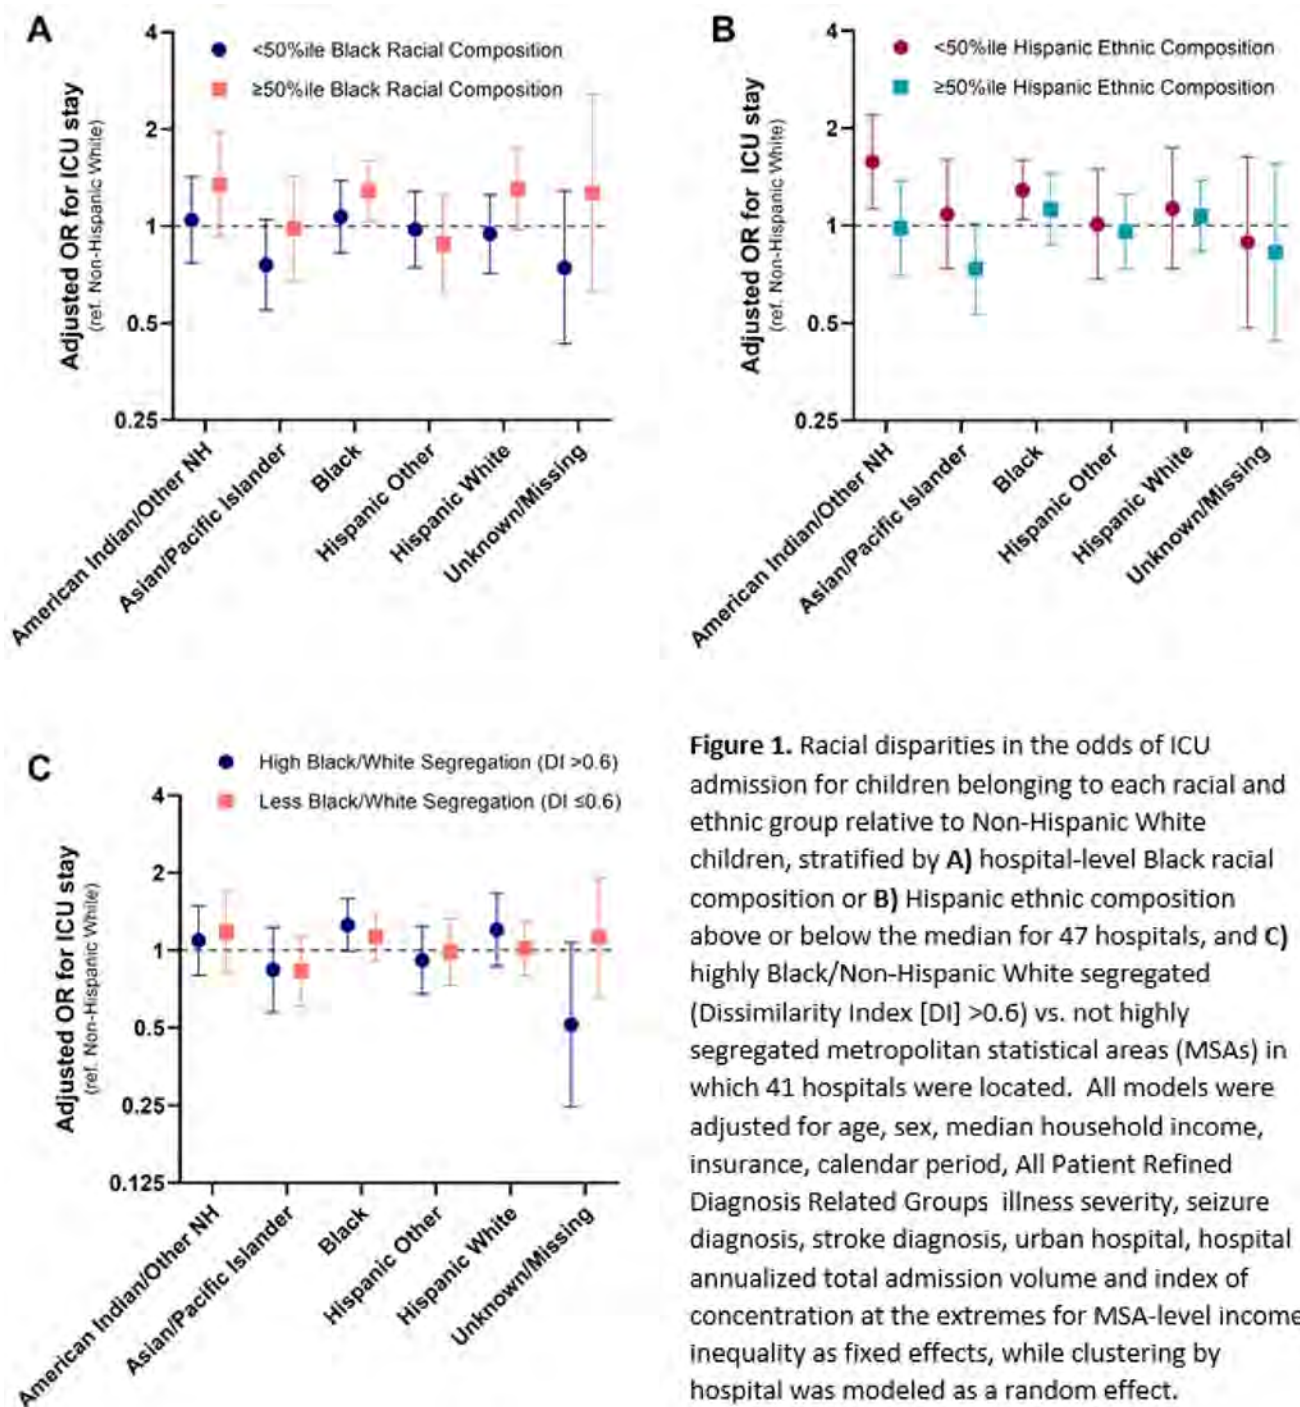 A
<50%ile Black Racial Composition
≥50%ile Black Racial Composition
Adjusted OR for ICU stay
(ref. Non-Hispanic White)
4
2
1
0.5
0.25
American Indian/Other NH
Asian/Pacific Islander
Black
Hispanic Other
Hispanic White
Unknown/Missing
B
<50%ile Hispanic Ethnic Composition
≥50%ile Hispanic Ethnic Composition
Adjusted OR for ICU stay
(ref. Non-Hispanic White)
4
2
1
0.5
0.25
American Indian/Other NH
Asian/Pacific Islander
Black
Hispanic Other
Hispanic White
Unknown/Missing
C
High Black/White Segregation (DI >0.6)
Less Black/White Segregation (DI ≤0.6)
Adjusted OR for ICU stay
(ref. Non-Hispanic White)
4
2
1
0.5
0.25
0.125
American Indian/Other NH
Asian/Pacific Islander
Black
Hispanic Other
Hispanic White
Unknown/Missing
Figure 1. Racial disparities in the odds of ICU
admission for children belonging to each racial and
ethnic group relative to Non-Hispanic White
children, stratified by A) hospital-level Black racial
composition or B) Hispanic ethnic composition
above or below the median for 47 hospitals, and C)
highly Black/Non-Hispanic White segregated
(Dissimilarity Index [DI] >0.6) vs. not highly
segregated metropolitan statistical areas (MSAs) in
which 41 hospitals were located. All models were
adjusted for age, sex, median household income,
insurance, calendar period, All Patient Refined
Diagnosis Related Groups illness severity, seizure
diagnosis, stroke diagnosis, urban hospital, hospital
annualized total admission volume and index of
concentration at the extremes for MSA-level income
inequality as fixed effects, while clustering by
hospital was modeled as a random effect.